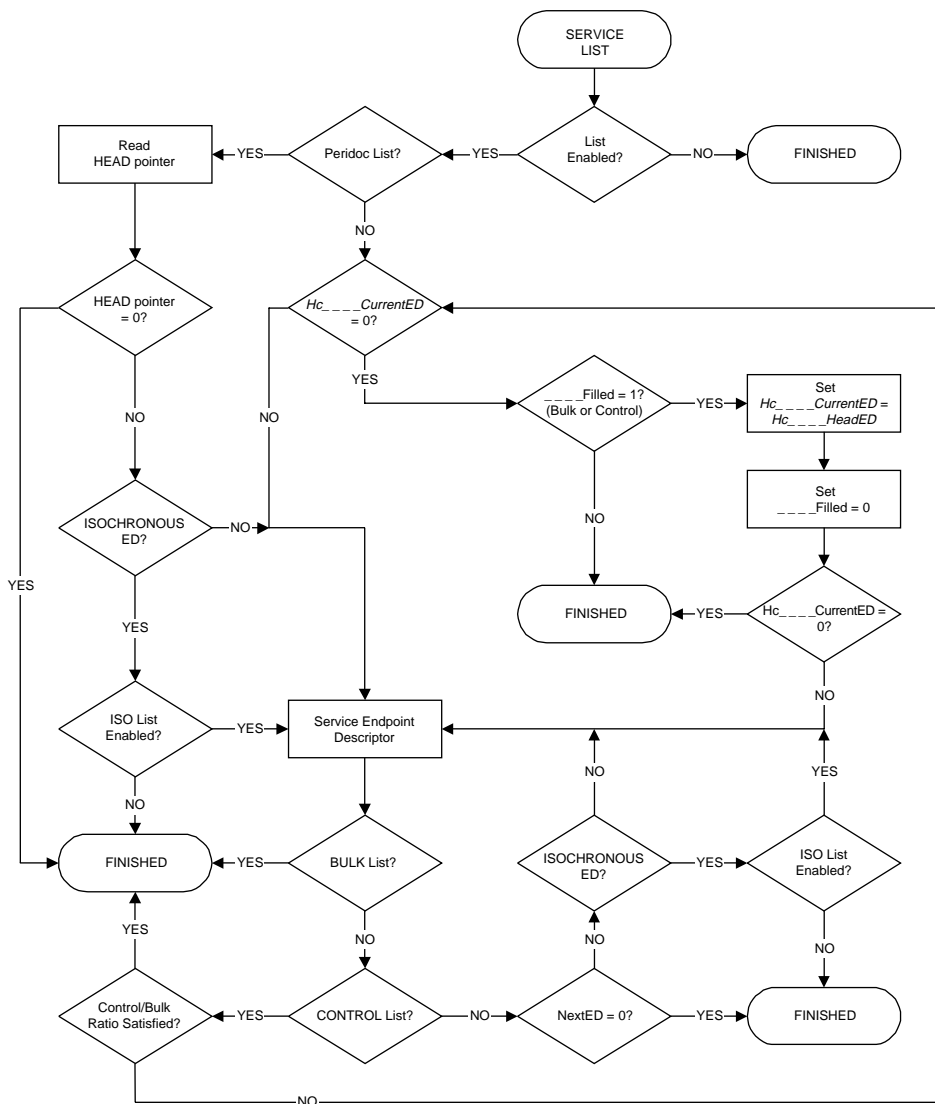 SERVICE
LIST
Read
HEAD pointer
YES
Peridoc List?
YES
List
Enabled?
NO
FINISHED
NO
HEAD pointer
= 0?
Hc_ _ _ _CurrentED
= 0?
YES
_ _ _ _Filled = 1?
(Bulk or Control)
YES
Set
Hc_ _ _ _CurrentED =
Hc_ _ _ _HeadED
NO
NO
Set
_ _ _ _Filled = 0
ISOCHRONOUS
ED?
NO
NO
YES
FINISHED
YES
Hc_ _ _ _CurrentED =
0?
YES
NO
ISO List
Enabled?
YES
Service Endpoint
Descriptor
NO
YES
NO
FINISHED
YES
BULK List?
ISOCHRONOUS
ED?
YES
ISO List
Enabled?
YES
NO
NO
NO
Control/Bulk
Ratio Satisfied?
YES
CONTROL List?
NO
NextED = 0?
YES
FINISHED
NO